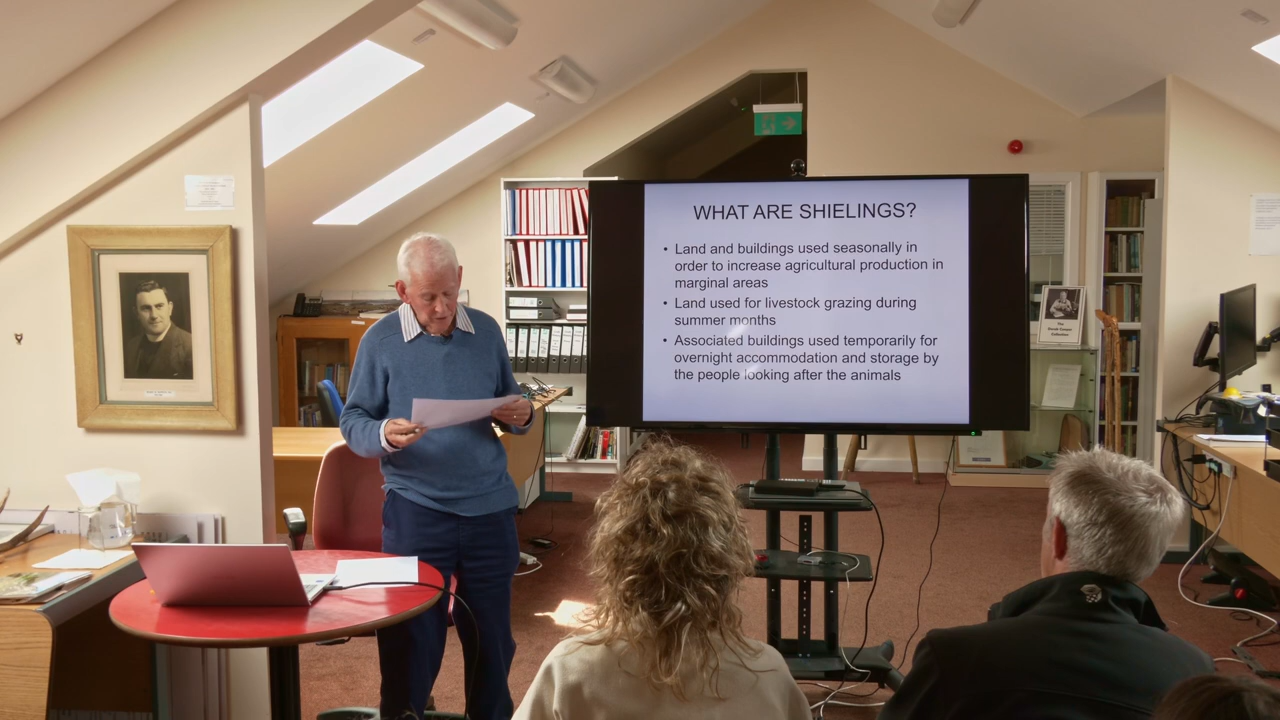 WHAT ARE SHIELINGS?
• Land and buildings used seasonally in
order to increase agricultural production in
marginal areas
• Land used for livestock grazing during
summer months
• Associated buildings used temporarily for
overnight accommodation and storage by
the people looking after the animals
The
Collection